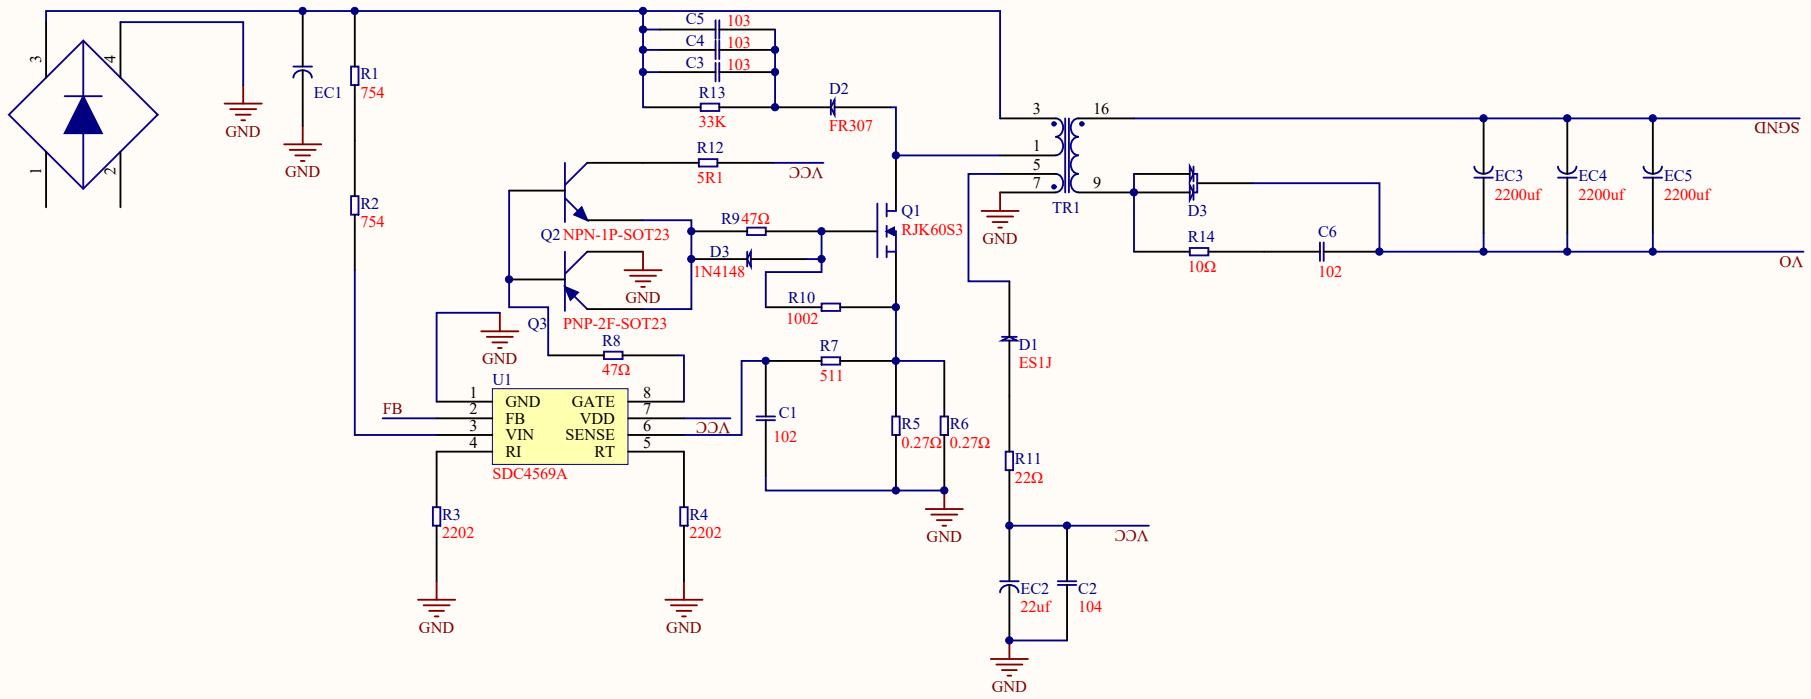 3
4
1
2
GND
EC1
GND
R1
754
R2
754
C5
103
C4
103
C3
103
R13
33K
D2
FR307
R12
5R1
VCC
Q2
NPN-1P-SOT23
GND
Q3
PNP-2F-SOT23
R9
47Ω
D3
1N4148
R10
1002
Q1
RJK60S3
R8
47Ω
R7
511
GND
U1
1
2
3
4
GND
FB
VIN
RI
GATE
VDD
SENSE
RT
8
7
6
5
SDC4569A
FB
VCC
C1
102
R5
0.27Ω
R6
0.27Ω
GND
R3
2202
GND
R4
2202
GND
3
1
5
7
16
9
TR1
GND
D1
ES1J
R11
22Ω
VCC
EC2
22uf
C2
104
GND
D3
R14
10Ω
C6
102
EC3
2200uf
EC4
2200uf
EC5
2200uf
SGND
VO